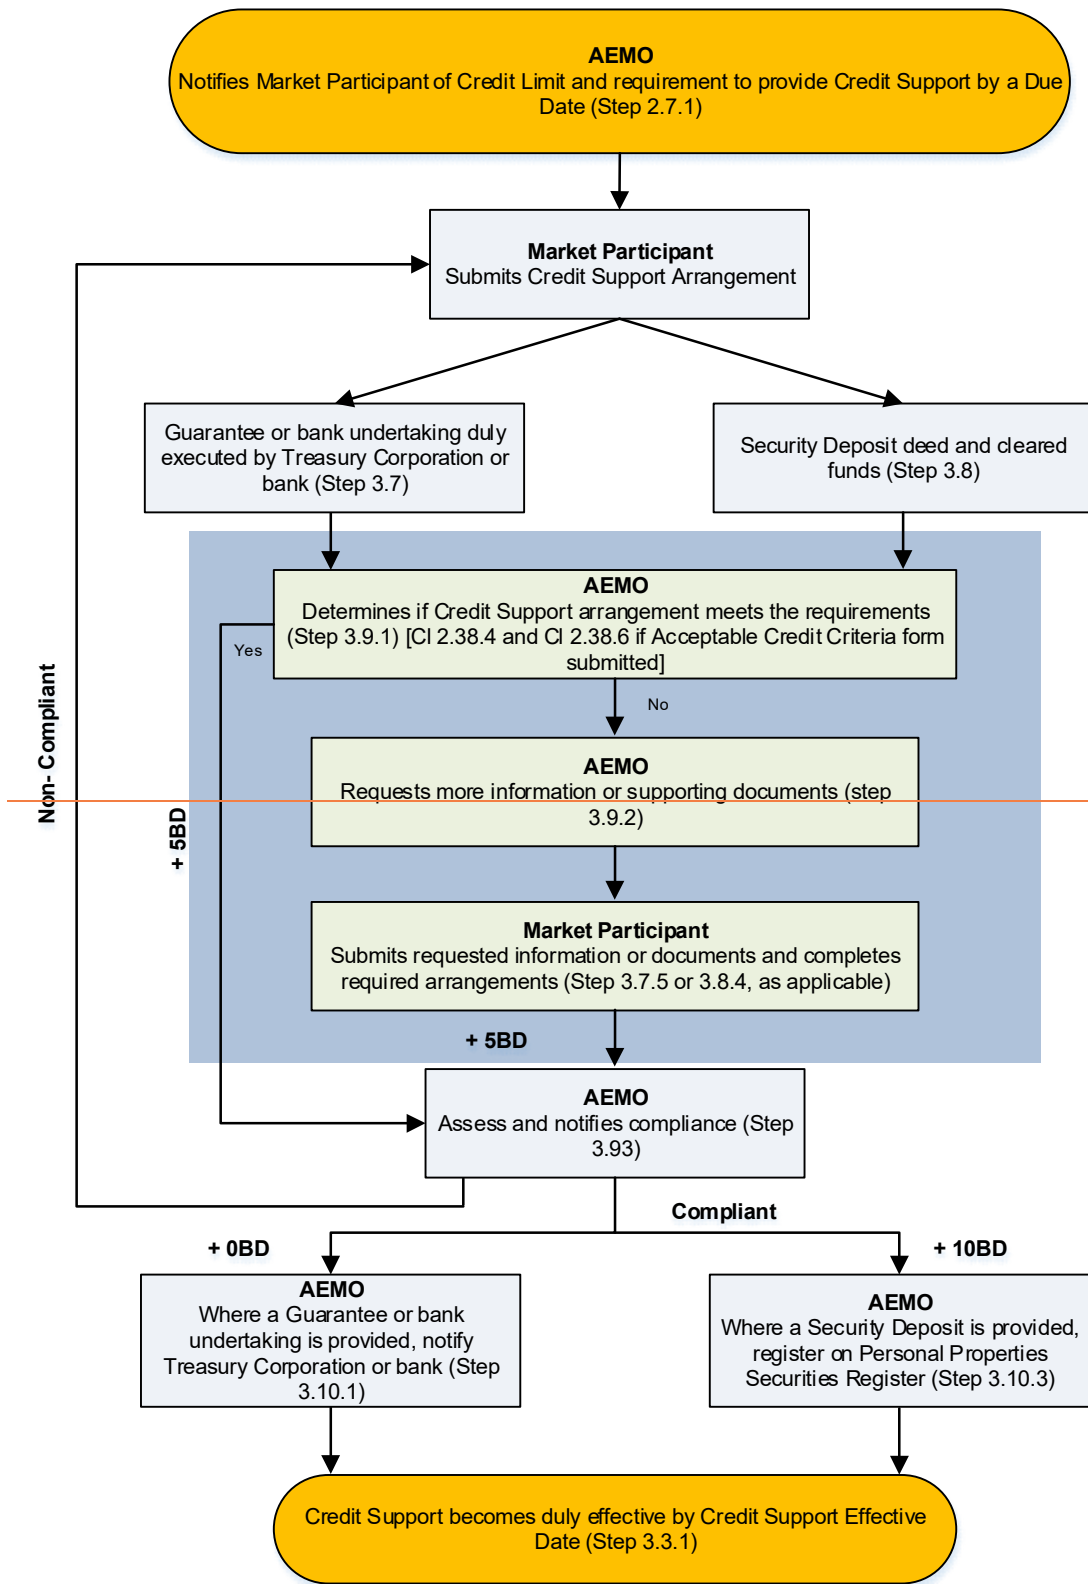 AEMO
Notifies Market Participant of Credit Limit and requirement to provide Credit Support by a Due
Date (Step 2.7.1)
Market Participant
Submits Credit Support Arrangement
Guarantee or bank undertaking duly
executed by Treasury Corporation or
bank (Step 3.7)
Security Deposit deed and cleared
funds (Step 3.8)
AEMO
Determines if Credit Support arrangement meets the requirements
(Step 3.9.1) [Cl 2.38.4 and Cl 2.38.6 if Acceptable Credit Criteria form
submitted]
Yes
No
Non- Compliant
+ 5BD
AEMO
Requests more information or supporting documents (step
3.9.2)
Market Participant
Submits requested information or documents and completes
required arrangements (Step 3.7.5 or 3.8.4, as applicable)
+ 5BD
AEMO
Assess and notifies compliance (Step
3.93)
Compliant
+ 0BD
+ 10BD
AEMO
Where a Guarantee or bank
undertaking is provided, notify
Treasury Corporation or bank (Step
3.10.1)
AEMO
Where a Security Deposit is provided,
register on Personal Properties
Securities Register (Step 3.10.3)
Credit Support becomes duly effective by Credit Support Effective
Date (Step 3.3.1)